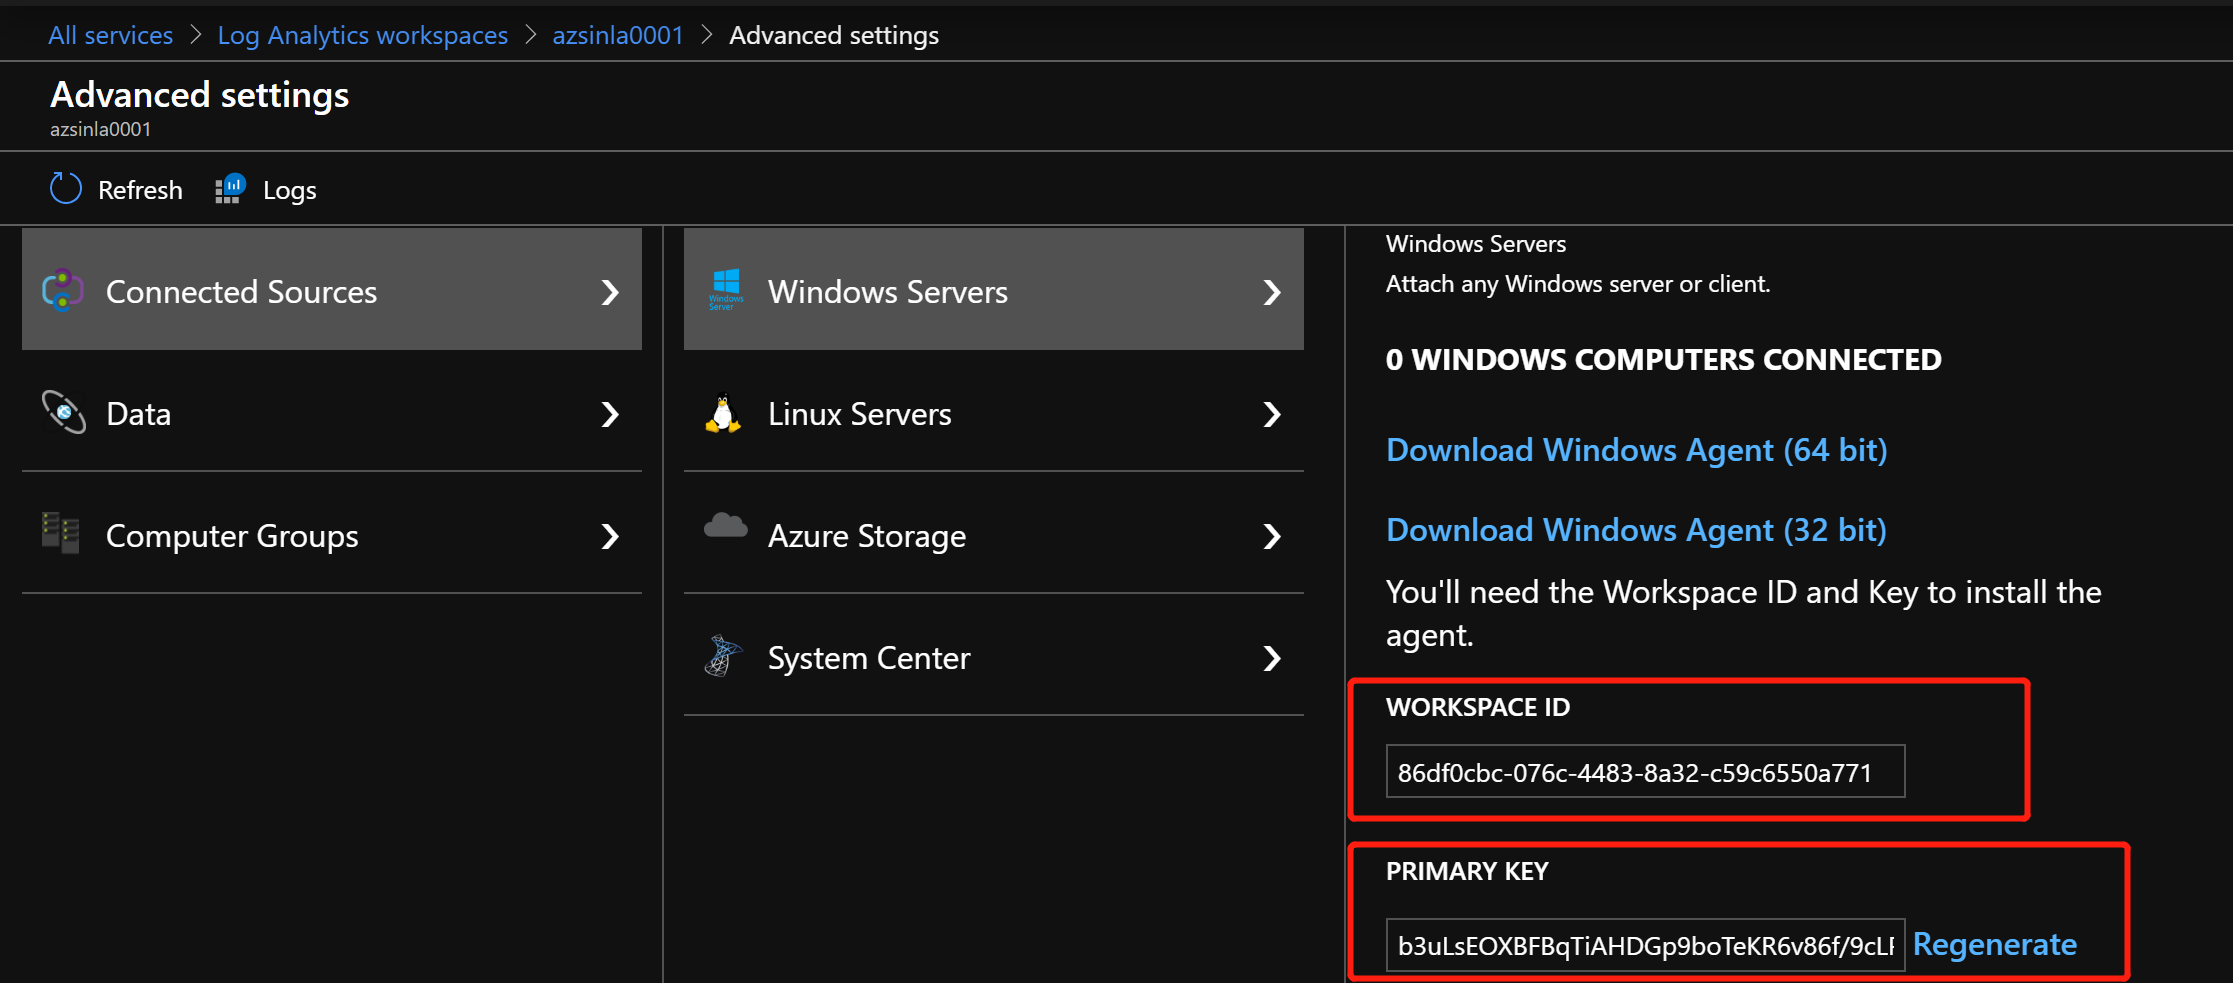 All services > Log Analytics workspaces > azsinla0001 > Advanced settings
Advanced settings
azsinla0001
Refresh Logs
Connected Sources
Data
Computer Groups
Windows Server
Windows Servers
Linux Servers
Azure Storage
System Center
Windows Servers
Attach any Windows server or client.
0 WINDOWS COMPUTERS CONNECTED
Download Windows Agent (64 bit)
Download Windows Agent (32 bit)
You'll need the Workspace ID and Key to install the
agent.
WORKSPACE ID
86df0cbc-076c-4483-8a32-c59c6550a771
PRIMARY KEY
b3uLsEOXBFBqTiAHDGp9boTeKR6v86f/9cL
Regenerate